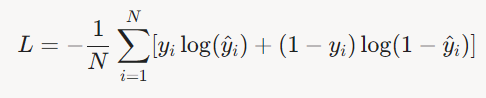 L = -\frac{1}{N} \sum_{i=1}^{N} [y_i \log(\hat{y}_i) + (1 - y_i) \log(1 - \hat{y}_i)]